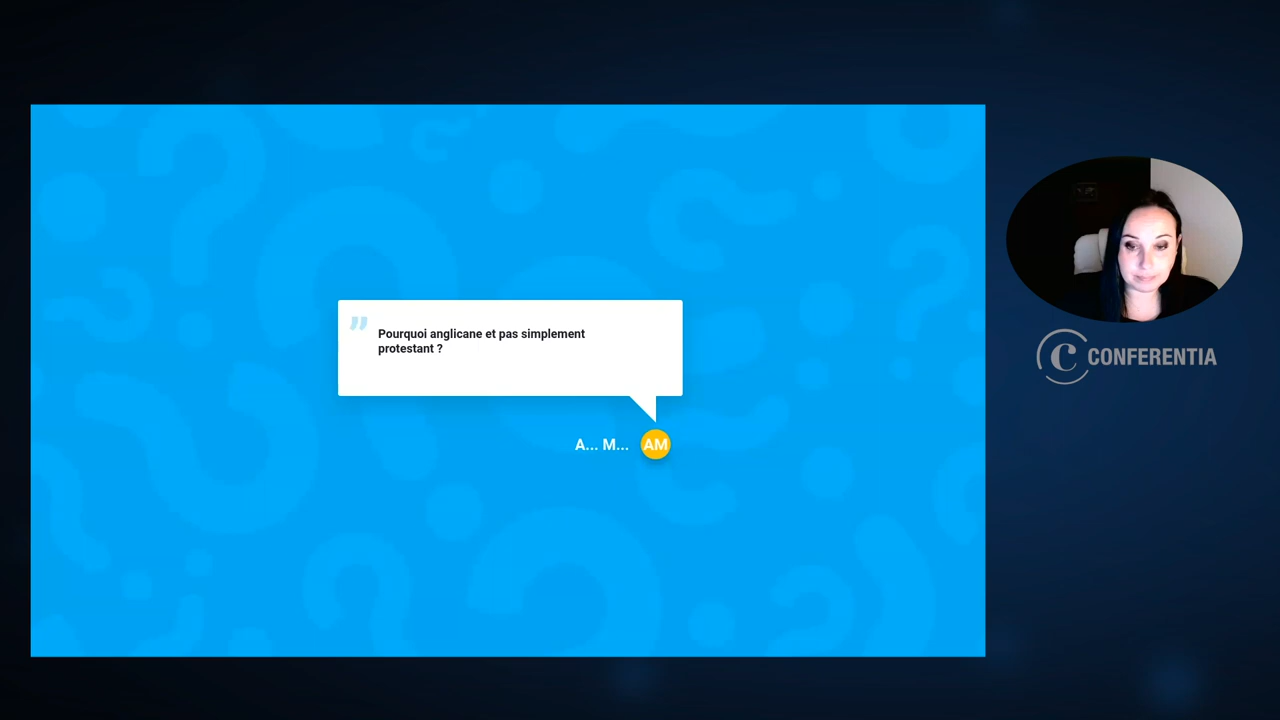 Pourquoi anglicane et pas simplement
protestant ?
A... M...
AM
C CONFERENTIA